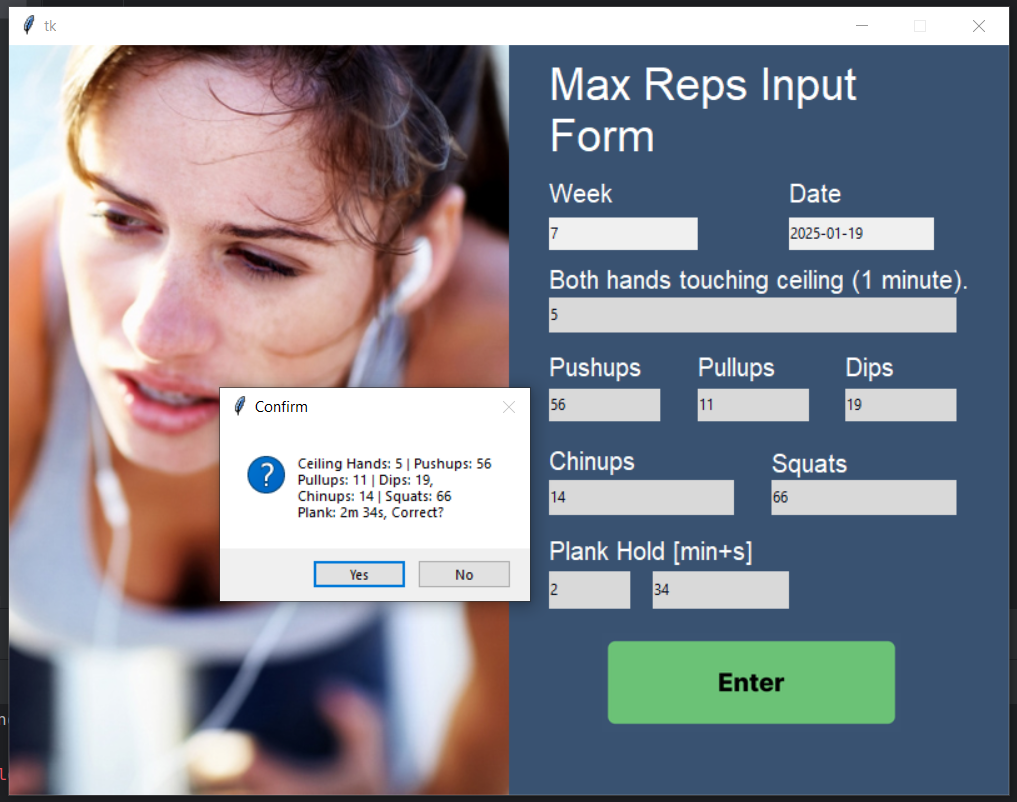 tk
Max Reps Input
Form
Week
Date
7
2025-01-19
Both hands touching ceiling (1 minute).
5
Pushups
Pullups
Dips
56
11
19
Chinups
Squats
14
66
Plank Hold [min+s]
2
34
Enter
Confirm
?
Ceiling Hands: 5 | Pushups: 56
Pullups: 11 | Dips: 19,
Chinups: 14 | Squats: 66
Plank: 2m 34s, Correct?
Yes
No